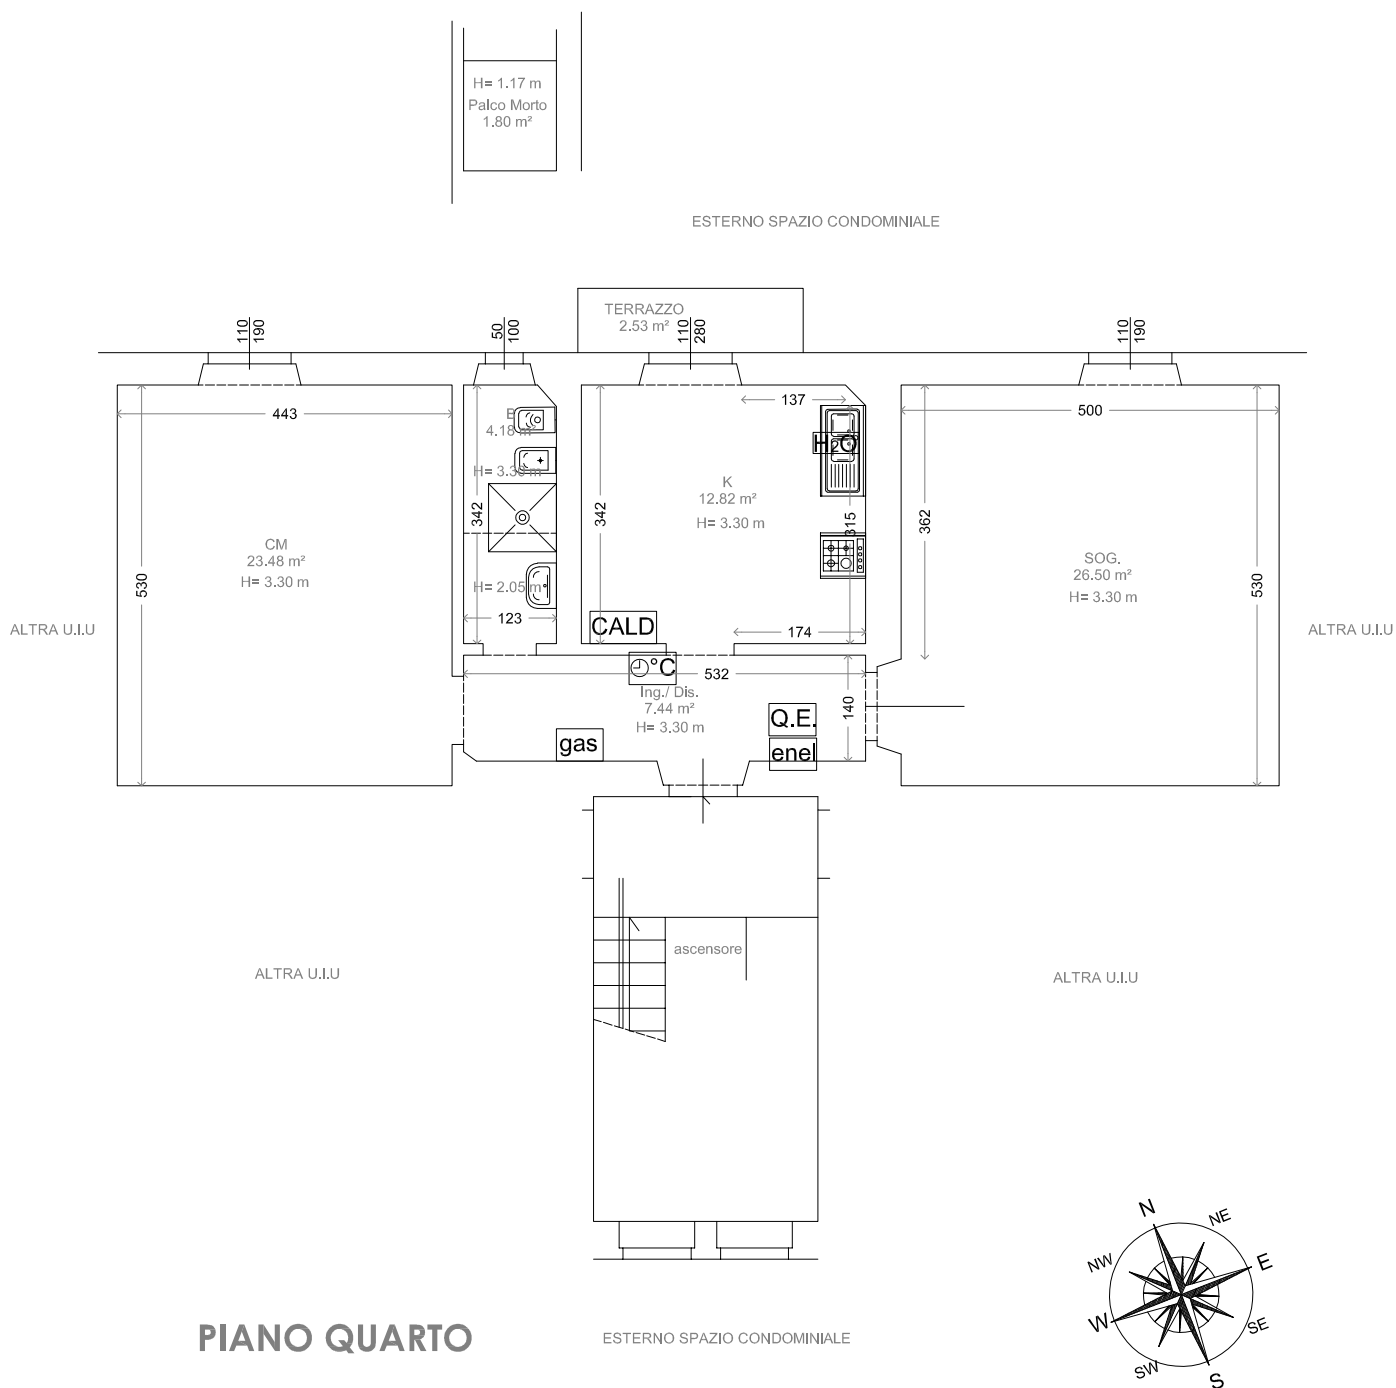 H= 1.17 m
Palco Morto
1.80 m²
ESTERNO SPAZIO CONDOMINIALE
TERRAZZO
2.53 m²
110
190
50
100
110
280
110
190
443
137
500
B
4.18 m²
H₂O
H= 3.30 m
K
12.82 m²
H= 3.30 m
342
342
315
362
CM
23.48 m²
H= 3.30 m
SOG.
26.50 m²
H= 3.30 m
530
530
H= 2.05 m
123
CALD
174
ALTRA U.I.U
ALTRA U.I.U
°C
532
Ing./ Dis.
7.44 m²
H= 3.30 m
140
Q.E.
gas
enel
ascensore
ALTRA U.I.U
ALTRA U.I.U
N
NE
NW
E
W
SE
SW
S
PIANO QUARTO
ESTERNO SPAZIO CONDOMINIALE